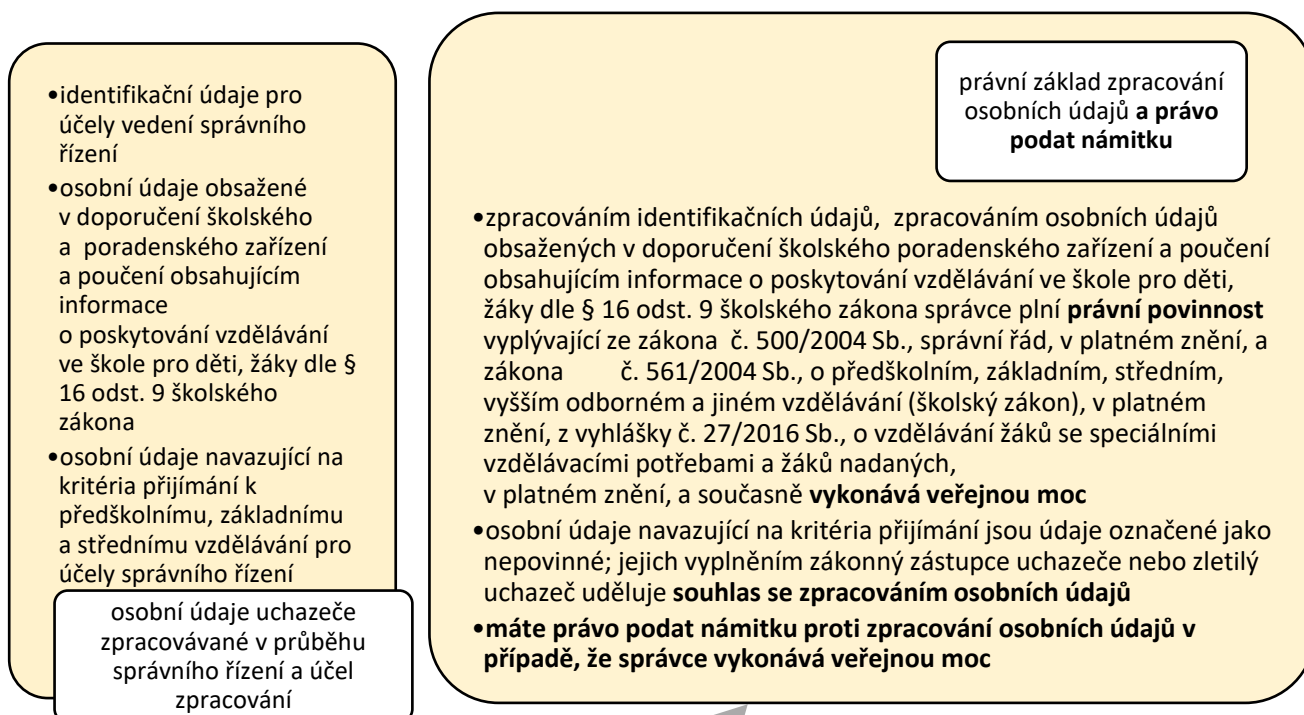 •identifikační údaje pro
účely vedení správního
řízení
•osobní údaje obsažené
v doporučení školského
a poradenského zařízení
a poučení obsahujícím
informace
o poskytování vzdělávání
ve škole pro děti, žáky dle §
16 odst. 9 školského
zákona
•osobní údaje navazující na
kritéria přijímání k
předškolnímu, základnímu
a střednímu vzdělávání pro
účely správního řízení
osobní údaje uchazeče
zpracovávané v průběhu
správního řízení a účel
zpracování
právní základ zpracování
osobních údajů a právo
podat námitku
•zpracováním identifikačních údajů, zpracováním osobních údajů
obsažených v doporučení školského poradenského zařízení a poučení
obsahujícím informace o poskytování vzdělávání ve škole pro děti,
žáky dle § 16 odst. 9 školského zákona správce plní právní povinnost
vyplývající ze zákona č. 500/2004 Sb., správní řád, v platném znění, a
zákona č. 561/2004 Sb., o předškolním, základním, středním,
vyšším odborném a jiném vzdělávání (školský zákon), v platném
znění, z vyhlášky č. 27/2016 Sb., o vzdělávání žáků se speciálními
vzdělávacími potřebami a žáků nadaných,
v platném znění, a současně vykonává veřejnou moc
•osobní údaje navazující na kritéria přijímání jsou údaje označené jako
nepovinné; jejich vyplněním zákonný zástupce uchazeče nebo zletilý
uchazeč uděluje souhlas se zpracováním osobních údajů
•máte právo podat námitku proti zpracování osobních údajů v
případě, že správce vykonává veřejnou moc